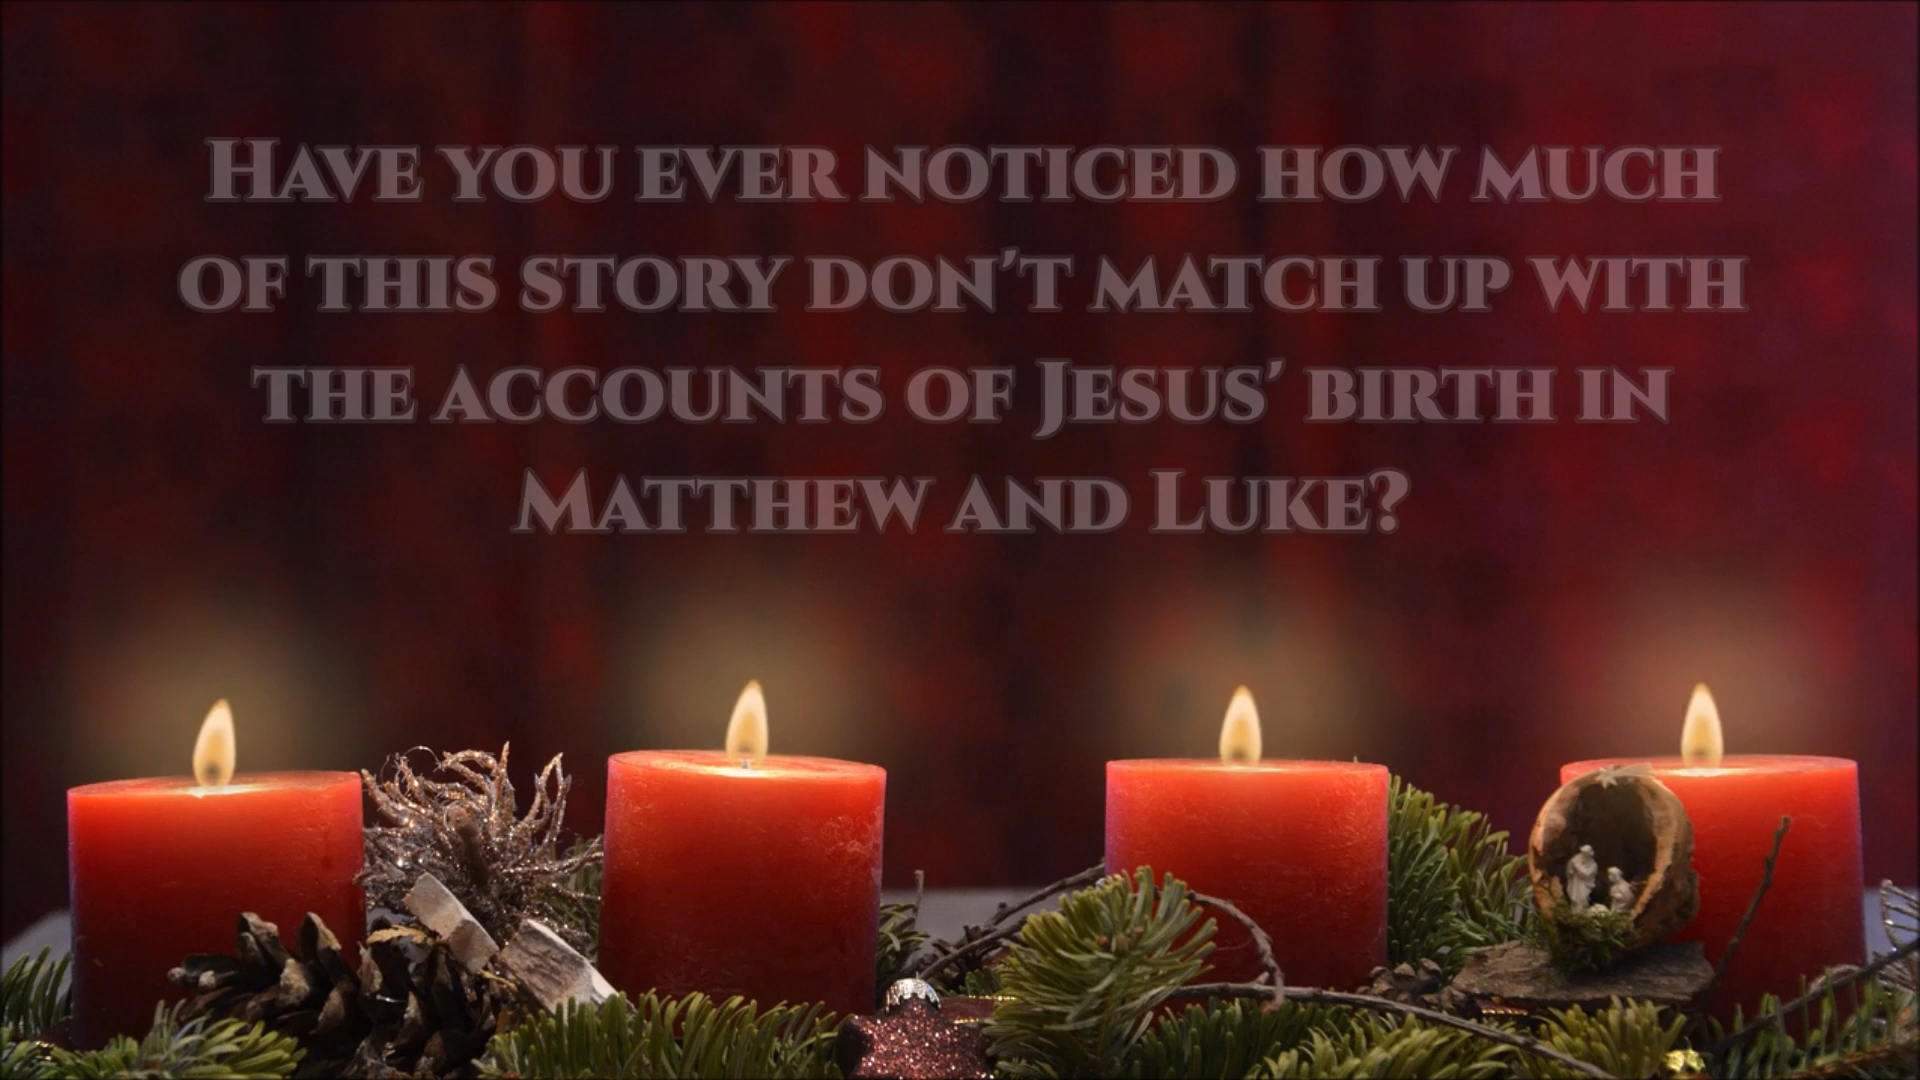 Have you ever noticed how much
of this story don't match up with
the accounts of Jesus' birth in
Matthew and Luke?